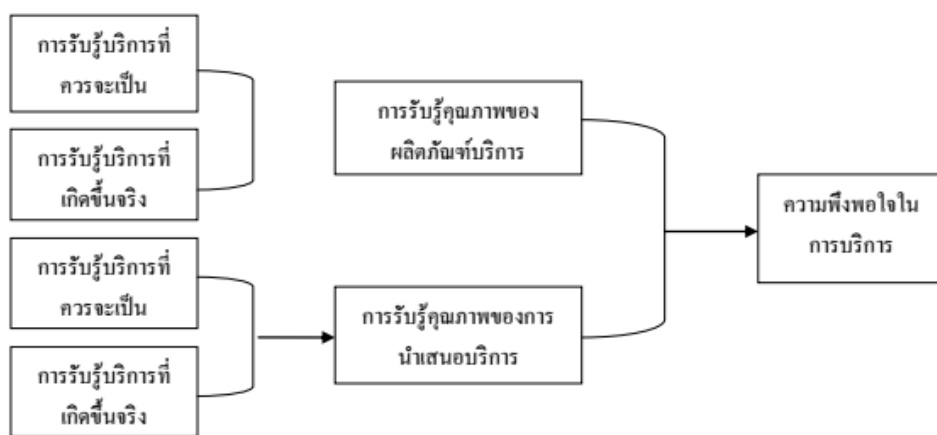 การรับรู้บริการที่
ควรจะเป็น
การรับรู้บริการที่
เกิดขึ้นจริง
การรับรู้บริการที่
ควรจะเป็น
การรับรู้บริการที่
เกิดขึ้นจริง
การรับรู้คุณภาพของ
ผลิตภัณฑ์บริการ
การรับรู้คุณภาพของการ
นำเสนอบริการ
ความพึงพอใจใน
การบริการ